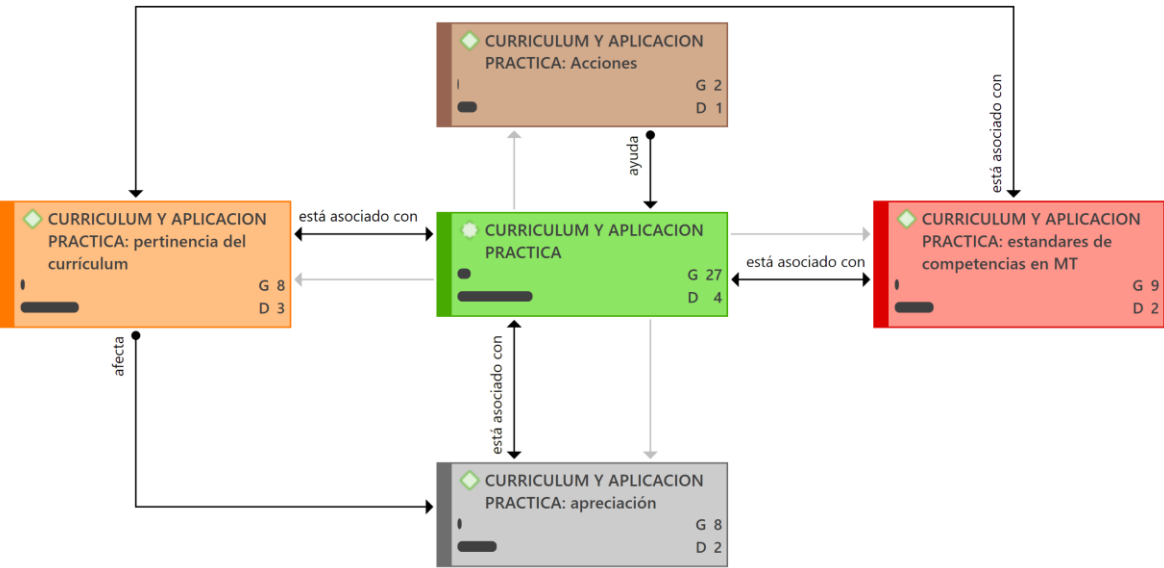 CURRICULUM Y APLICACION
PRACTICA: Acciones
G 2
D 1
ayuda
está asociado con
CURRICULUM Y APLICACION
PRACTICA: pertinencia del
currículum
G 8
D 3
está asociado con
CURRICULUM Y APLICACION
PRACTICA
G 27
D 4
está asociado con
CURRICULUM Y APLICACION
PRACTICA: estandares de
competencias en MT
G 9
D 2
afecta
está asociado con
CURRICULUM Y APLICACION
PRACTICA: apreciación
G 8
D 2